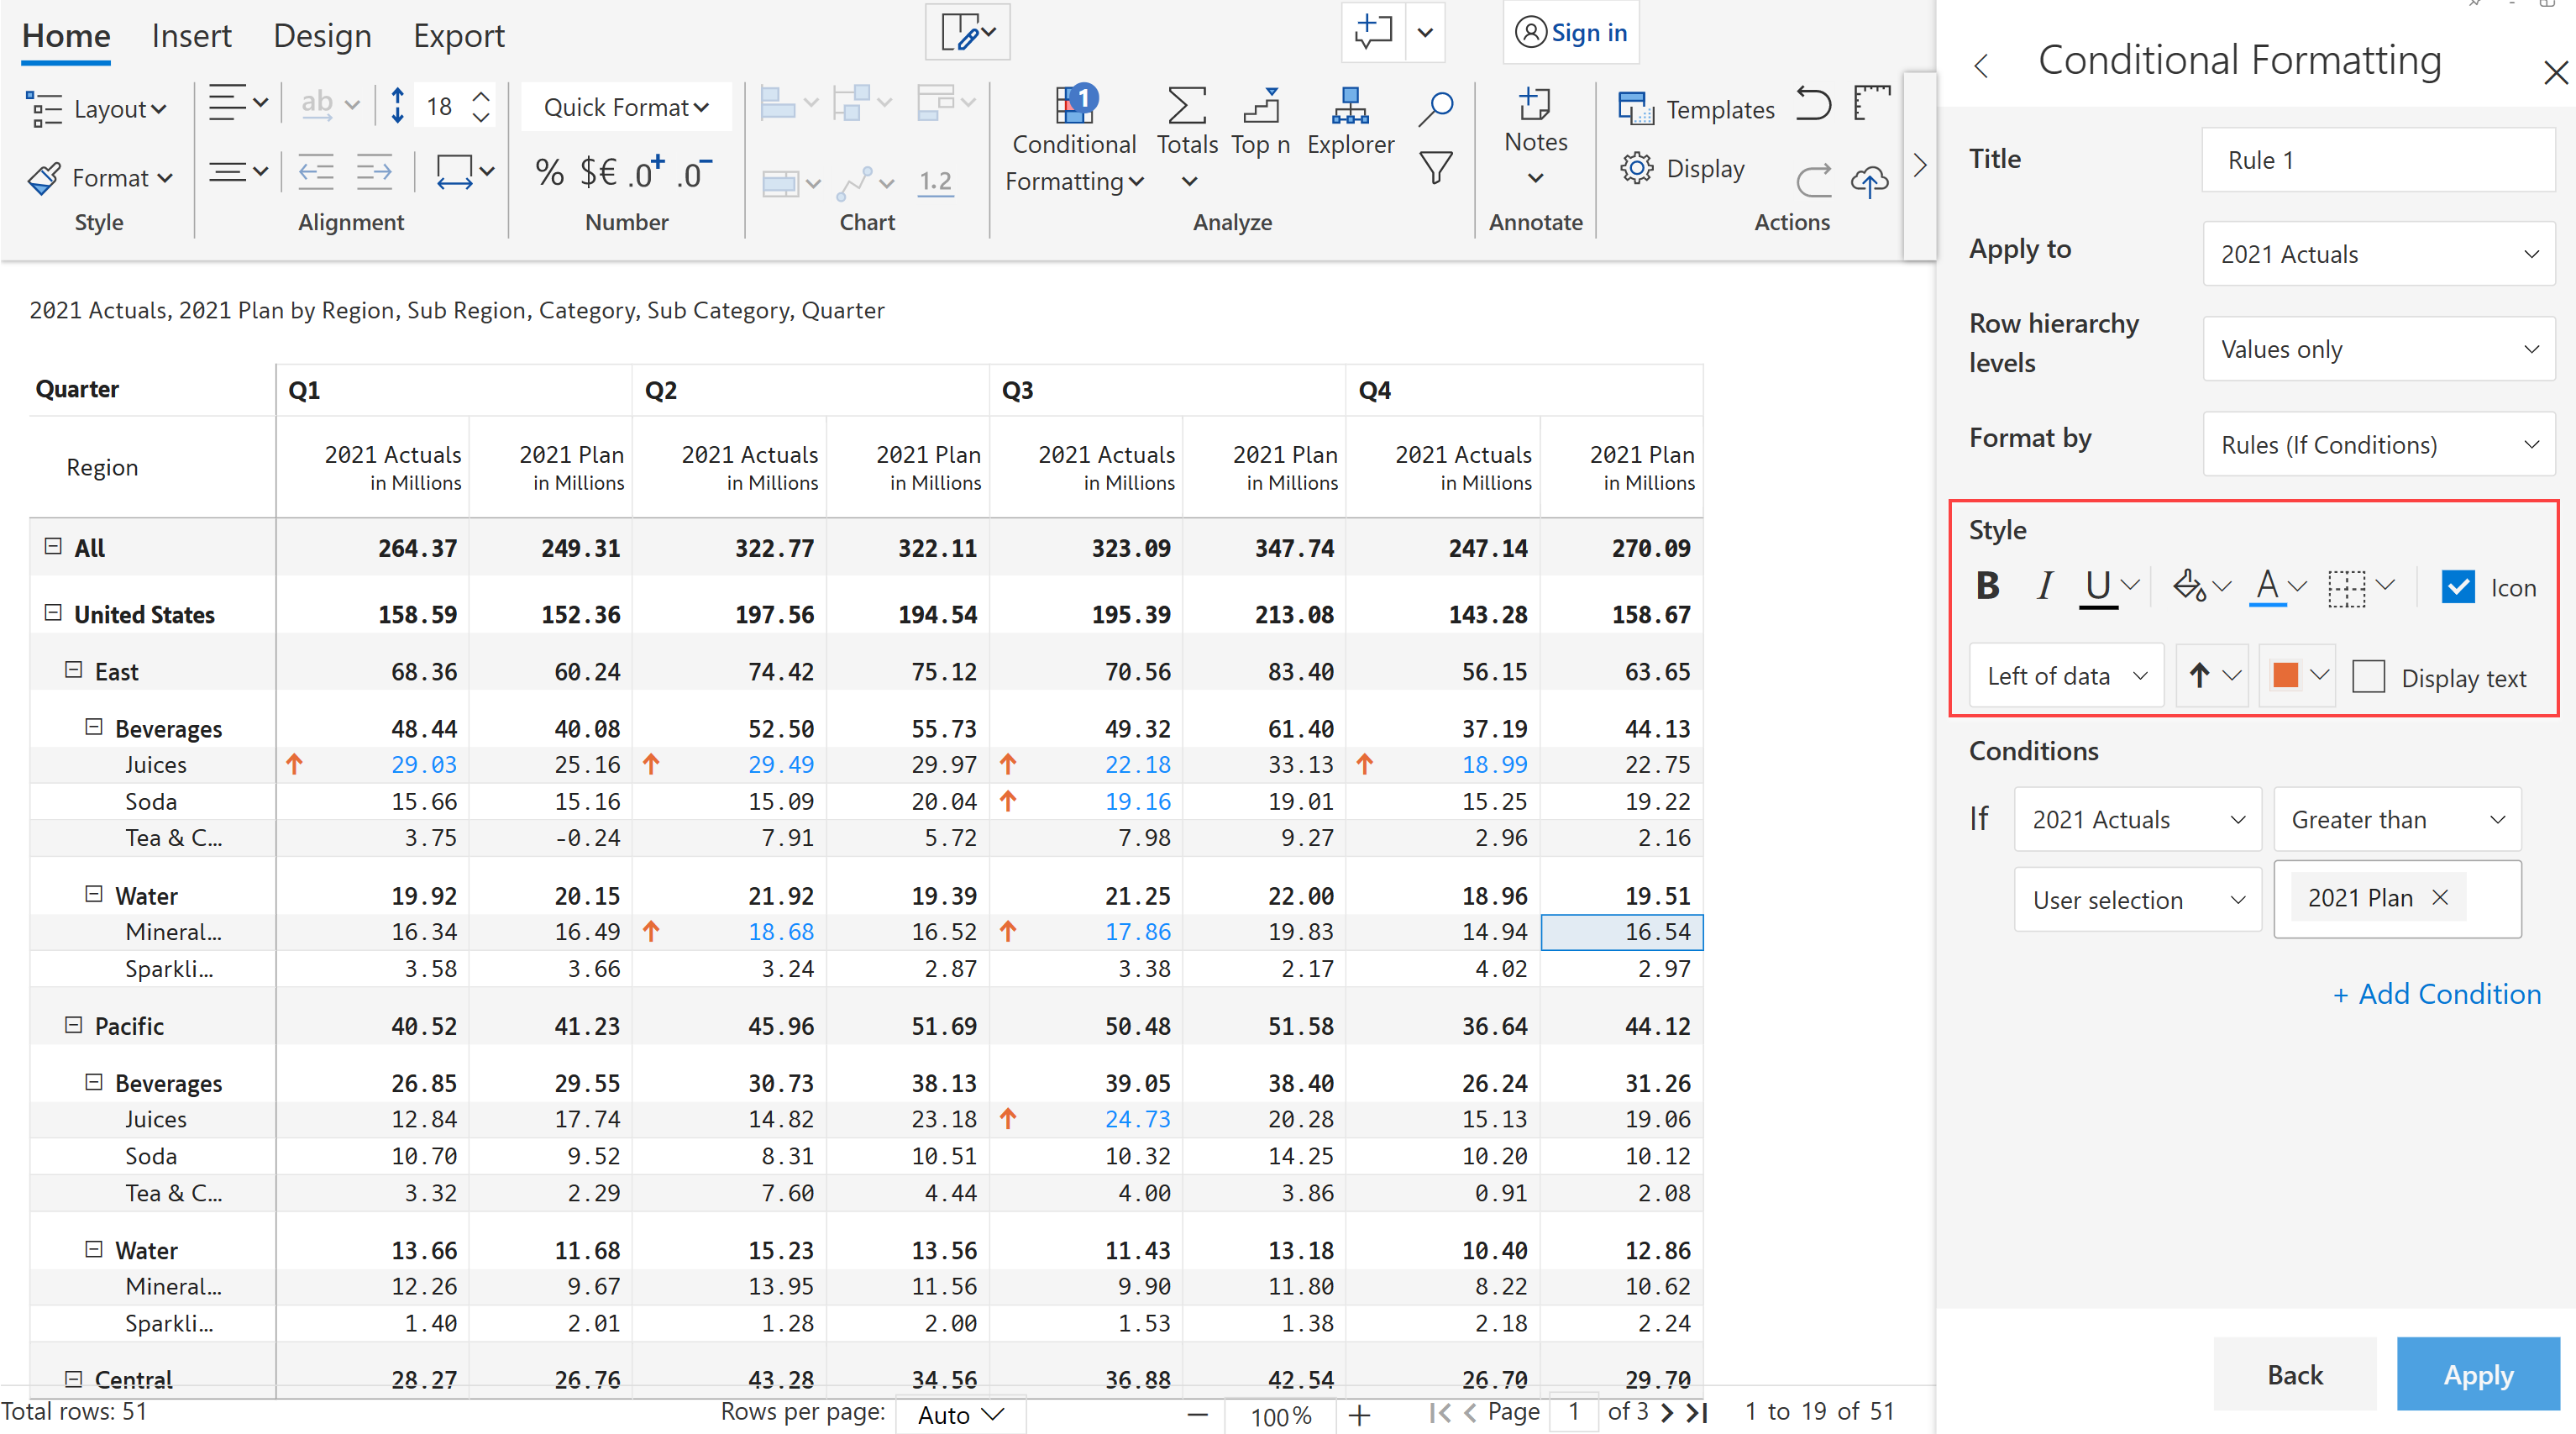 Home Insert Design Export Sign in
Layout ab 18 Quick Format Conditional Formatting 1 Totals Top n Explorer Notes Templates
Format % $€ .0+ .0- 1.2 Display
Style Alignment Number Chart Analyze Annotate Actions
2021 Actuals, 2021 Plan by Region, Sub Region, Category, Sub Category, Quarter
Quarter Q1 Q2 Q3 Q4
Region 2021 Actuals 2021 Plan 2021 Actuals 2021 Plan 2021 Actuals 2021 Plan 2021 Actuals 2021 Plan
in Millions in Millions in Millions in Millions in Millions in Millions in Millions in Millions
All 264.37 249.31 322.77 322.11 323.09 347.74 247.14 270.09
United States 158.59 152.36 197.56 194.54 195.39 213.08 143.28 158.67
East 68.36 60.24 74.42 75.12 70.56 83.40 56.15 63.65
Beverages 48.44 40.08 52.50 55.73 49.32 61.40 37.19 44.13
Juices 29.03 25.16 29.49 29.97 22.18 33.13 18.99 22.75
Soda 15.66 15.16 15.09 20.04 19.16 19.01 15.25 19.22
Tea & C... 3.75 -0.24 7.91 5.72 7.98 9.27 2.96 2.16
Water 19.92 20.15 21.92 19.39 21.25 22.00 18.96 19.51
Mineral... 16.34 16.49 18.68 16.52 17.86 19.83 14.94 16.54
Sparkli... 3.58 3.66 3.24 2.87 3.38 2.17 4.02 2.97
Pacific 40.52 41.23 45.96 51.69 50.48 51.58 36.64 44.12
Beverages 26.85 29.55 30.73 38.13 39.05 38.40 26.24 31.26
Juices 12.84 17.74 14.82 23.18 24.73 20.28 15.13 19.06
Soda 10.70 9.52 8.31 10.51 10.32 14.25 10.20 10.12
Tea & C... 3.32 2.29 7.60 4.44 4.00 3.86 0.91 2.08
Water 13.66 11.68 15.23 13.56 11.43 13.18 10.40 12.86
Mineral... 12.26 9.67 13.95 11.56 9.90 11.80 8.22 10.62
Sparkli... 1.40 2.01 1.28 2.00 1.53 1.38 2.18 2.24
Central 28.27 26.76 43.28 34.56 36.88 42.54 26.70 29.70
Total rows: 51 Rows per page: Auto 100% Page 1 of 3 1 to 19 of 51
Conditional Formatting
Title Rule 1
Apply to 2021 Actuals
Row hierarchy levels Values only
Format by Rules (If Conditions)
Style
B I U A Icon
Left of data Display text
Conditions
If 2021 Actuals Greater than
User selection 2021 Plan
+ Add Condition
Back Apply